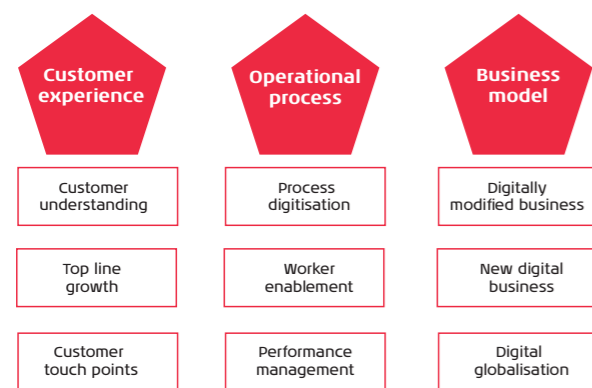 Customer
experience
Operational
process
Business
model
Customer
understanding
Process
digitisation
Digitally
modified business
Top line
growth
Worker
enablement
New digital
business
Customer
touch points
Performance
management
Digital
globalisation